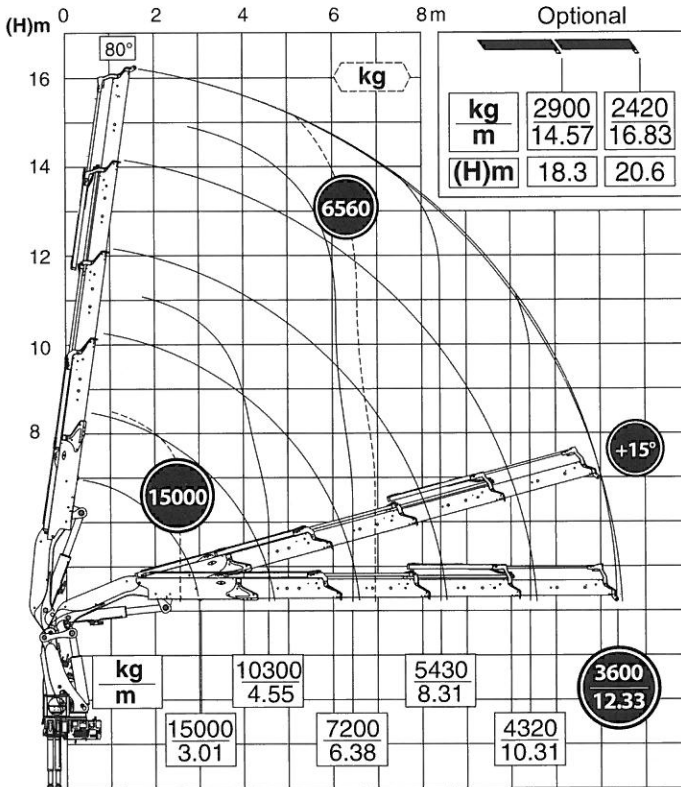 (H)m 0 2 4 6 8m
Optional
80°
kg
16
kg 2900 2420
m 14.57 16.83
(H)m 18.3 20.6
14
6560
12
10
8
+15°
15000
kg 10300 5430 3600
m 4.55 8.31 12.33
15000 7200 4320
3.01 6.38 10.31